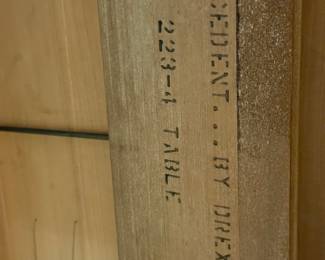 CEDENT...BY DREX
223-4 TABLE